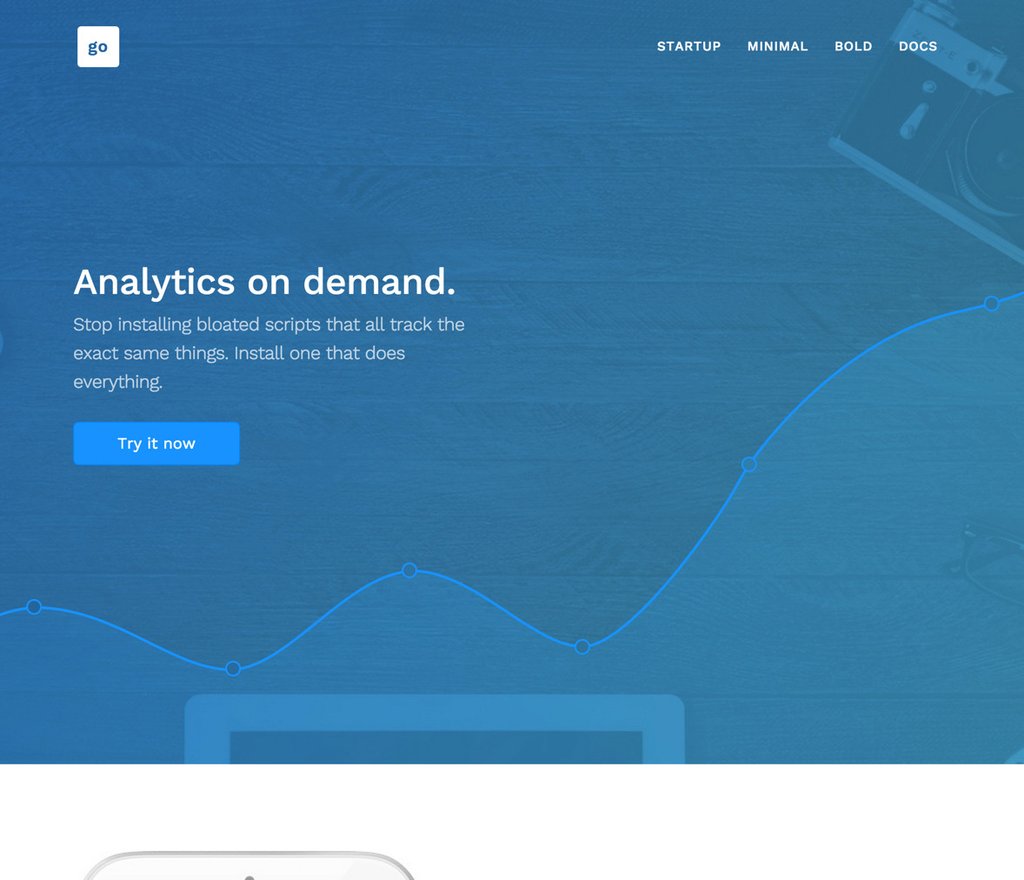 go
STARTUP MINIMAL BOLD DOCS
Analytics on demand.
Stop installing bloated scripts that all track the
exact same things. Install one that does
everything.
Try it now